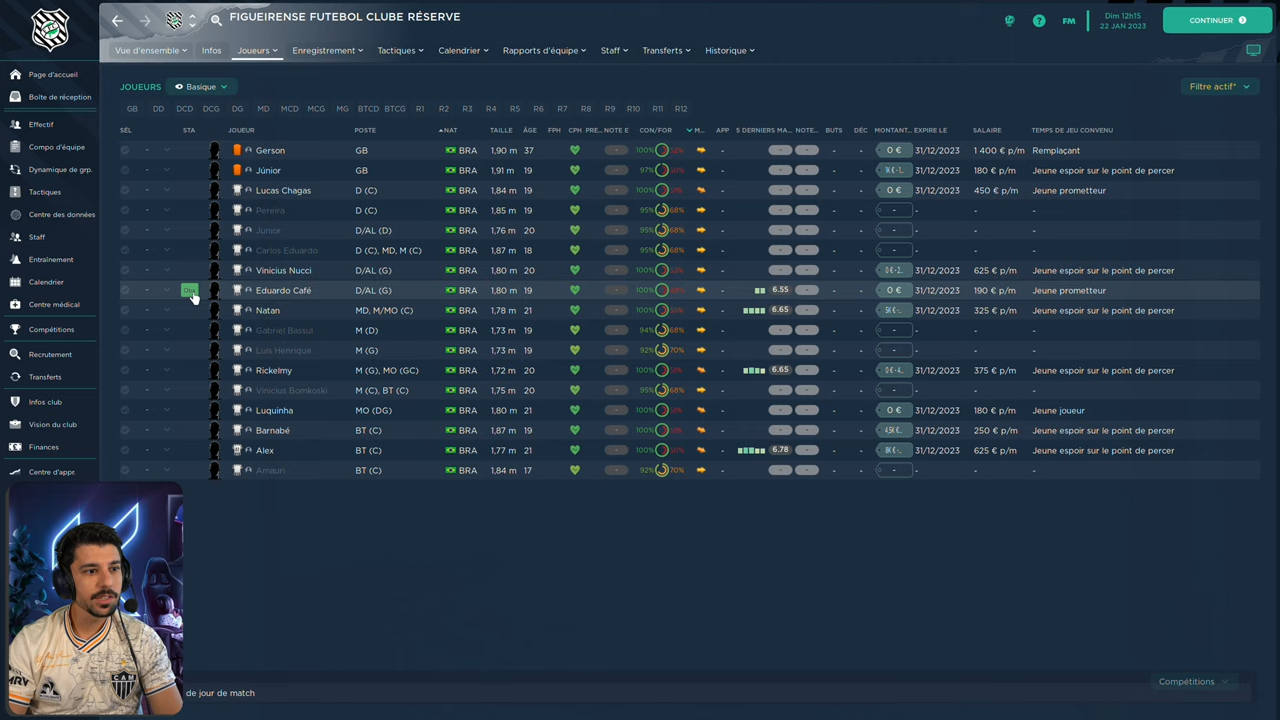 FIGUEIRENSE FUTEBOL CLUBE RÉSERVE
FM
Dim 12h15
22 JAN 2023
CONTINUER
Vue d'ensemble Infos Joueurs Enregistrement Tactiques Calendrier Rapports d'équipe Staff Transferts Historique
Page d'accueil
Boîte de réception
Effectif
Compo d'équipe
Dynamique de grp.
Tactiques
Centre des données
Staff
Entraînement
Calendrier
Centre médical
Compétitions
Recrutement
Transferts
Infos club
Vision du club
Finances
Centre d'appr.
JOUEURS Basique Filtre actif*
GB DD DCD DCG DG MD MCD MCG MG BTCD BTCG R1 R2 R3 R4 R5 R6 R7 R8 R9 R10 R11 R12
SÉL STA JOUEUR POSTE NAT TAILLE ÂGE FPH CPH PRE... NOTE E CON/FOR M... APP 5 DERNIERS MA... NOTE... BUTS DÉC MONTANT... EXPIRE LE SALAIRE TEMPS DE JEU CONVENU
- Gerson GB BRA 1,90 m 37 - 100% - - - - - 0 € 31/12/2023 1 400 € p/m Remplaçant
- Júnior GB BRA 1,91 m 19 - 97% - - - - - 31/12/2023 180 € p/m Jeune espoir sur le point de percer
- Lucas Chagas D (C) BRA 1,84 m 19 - 100% - - - - - 0 € 31/12/2023 450 € p/m Jeune prometteur
- Pereira D (C) BRA 1,85 m 19 - 95% 68% - - - - - - - - -
- Junior D/AL (D) BRA 1,76 m 20 - 95% 68% - - - - - - - - -
- Carlos Eduardo D (C), MD, M (C) BRA 1,87 m 18 - 95% 68% - - - - - - - - -
- Vinicius Nucci D/AL (G) BRA 1,80 m 20 - 100% - - - - - 31/12/2023 625 € p/m Jeune espoir sur le point de percer
- Eduardo Café D/AL (G) BRA 1,80 m 19 - 100% - 6.55 - - - 0 € 31/12/2023 190 € p/m Jeune prometteur
- Natan MD, M/MO (C) BRA 1,78 m 21 - 100% - 6.65 - - - 31/12/2023 325 € p/m Jeune espoir sur le point de percer
- Gabriel Bassul M (D) BRA 1,73 m 19 - 94% 68% - - - - - - - - -
- Luis Henrique M (G) BRA 1,73 m 19 - 92% 70% - - - - - - - - -
- Rickelmy M (G), MO (GC) BRA 1,72 m 20 - 100% - 6.65 - - - 31/12/2023 375 € p/m Jeune espoir sur le point de percer
- Vinicius Bomkoski M (C), BT (C) BRA 1,75 m 20 - 95% 68% - - - - - - - - -
- Luquinha MO (DG) BRA 1,80 m 21 - 100% - - - - - 0 € 31/12/2023 180 € p/m Jeune joueur
- Barnabé BT (C) BRA 1,87 m 19 - 100% - - - - - 31/12/2023 250 € p/m Jeune espoir sur le point de percer
- Alex BT (C) BRA 1,77 m 21 - 100% - 6.78 - - - 31/12/2023 625 € p/m Jeune espoir sur le point de percer
- Amauri BT (C) BRA 1,84 m 17 - 92% 70% - - - - - - - - -
Compétitions
de jour de match
CAM